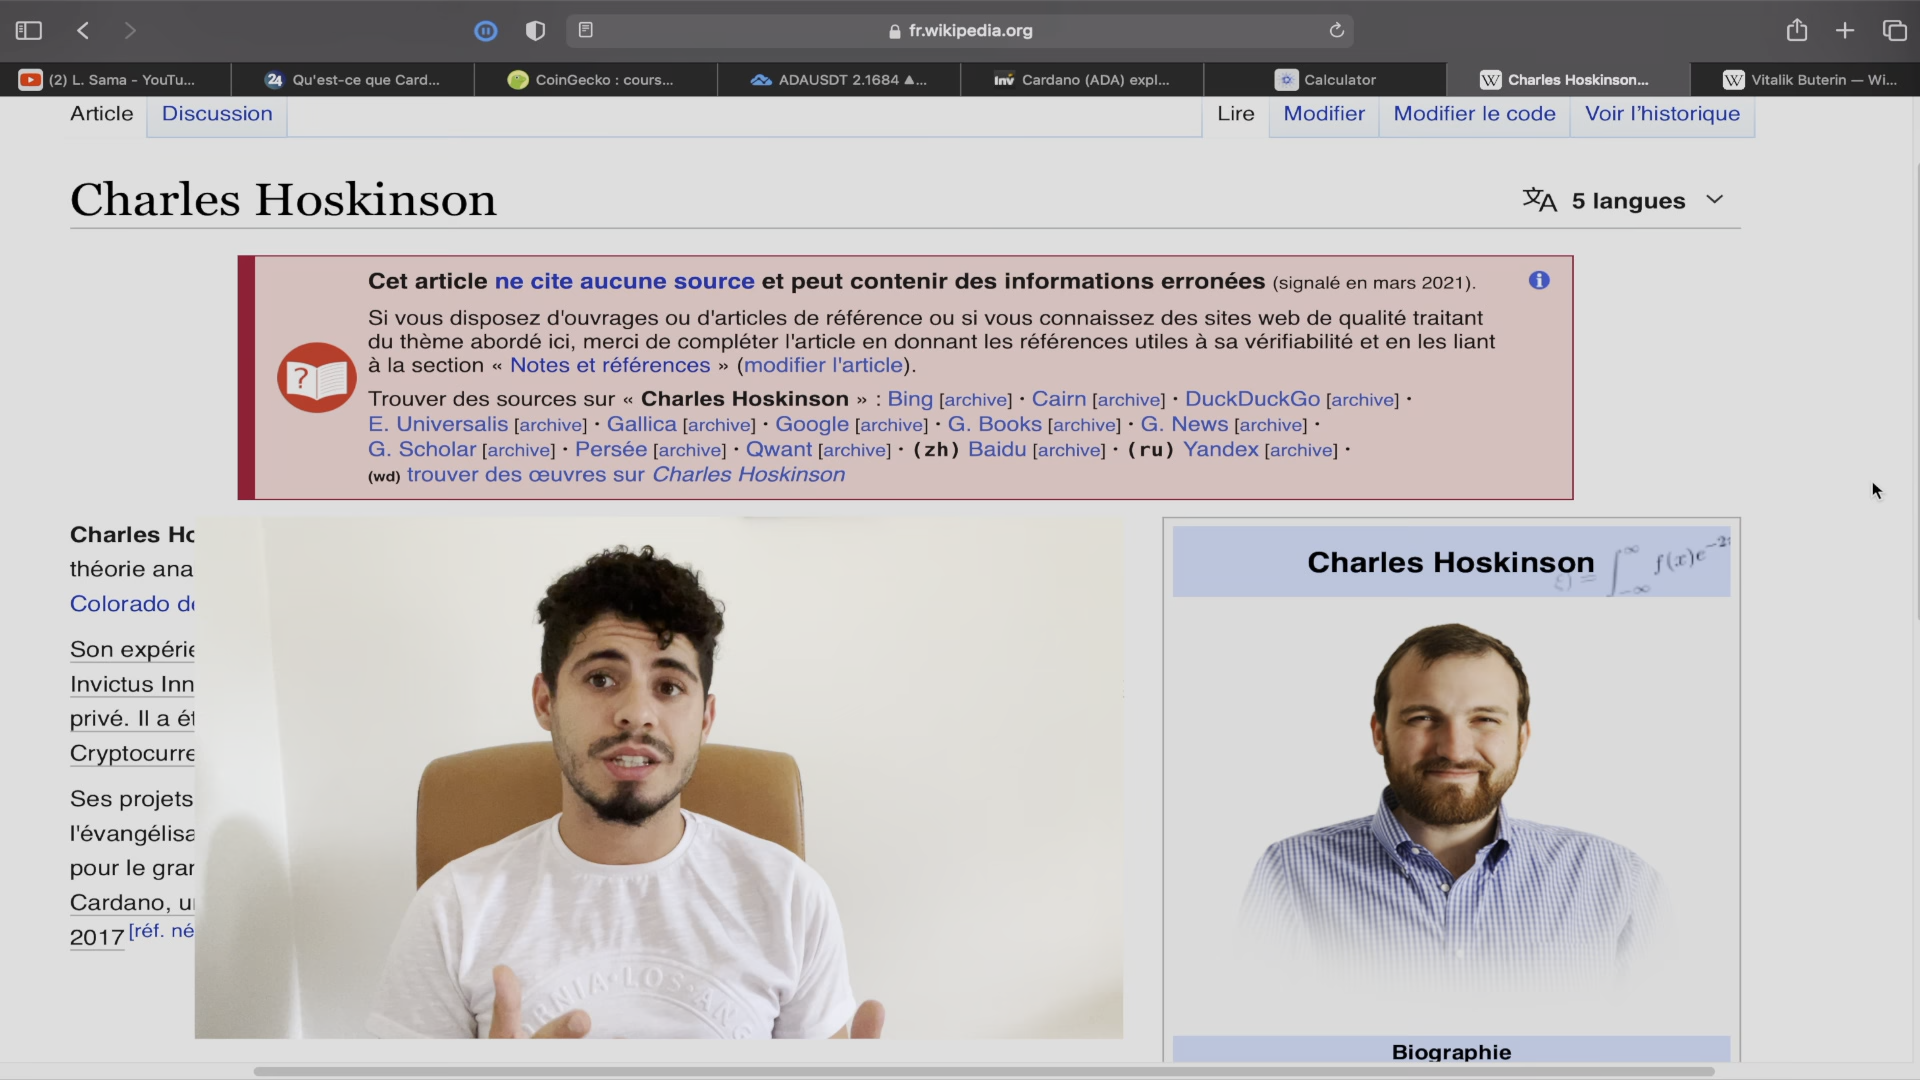 fr.wikipedia.org
(2) L. Sama - YouTu...
24 Qu'est-ce que Card...
CoinGecko : cours...
ADAUSDT 2.1684 ▲...
Inv Cardano (ADA) expl...
Calculator
W Charles Hoskinson...
W Vitalik Buterin — Wi...
Article Discussion Lire Modifier Modifier le code Voir l'historique
Charles Hoskinson
5 langues
Cet article ne cite aucune source et peut contenir des informations erronées (signalé en mars 2021).
Si vous disposez d'ouvrages ou d'articles de référence ou si vous connaissez des sites web de qualité traitant
du thème abordé ici, merci de compléter l'article en donnant les références utiles à sa vérifiabilité et en les liant
à la section « Notes et références » (modifier l'article).
Trouver des sources sur « Charles Hoskinson » : Bing [archive] · Cairn [archive] · DuckDuckGo [archive] ·
E. Universalis [archive] · Gallica [archive] · Google [archive] · G. Books [archive] · G. News [archive] ·
G. Scholar [archive] · Persée [archive] · Qwant [archive] · (zh) Baidu [archive] · (ru) Yandex [archive] ·
(wd) trouver des œuvres sur Charles Hoskinson
Charles Ho
théorie ana
Colorado de
Son expérie
Invictus Inn
privé. Il a ét
Cryptocurre
Ses projets
l'évangélisa
pour le gran
Cardano, u
2017 [réf. né
Charles Hoskinson
Biographie